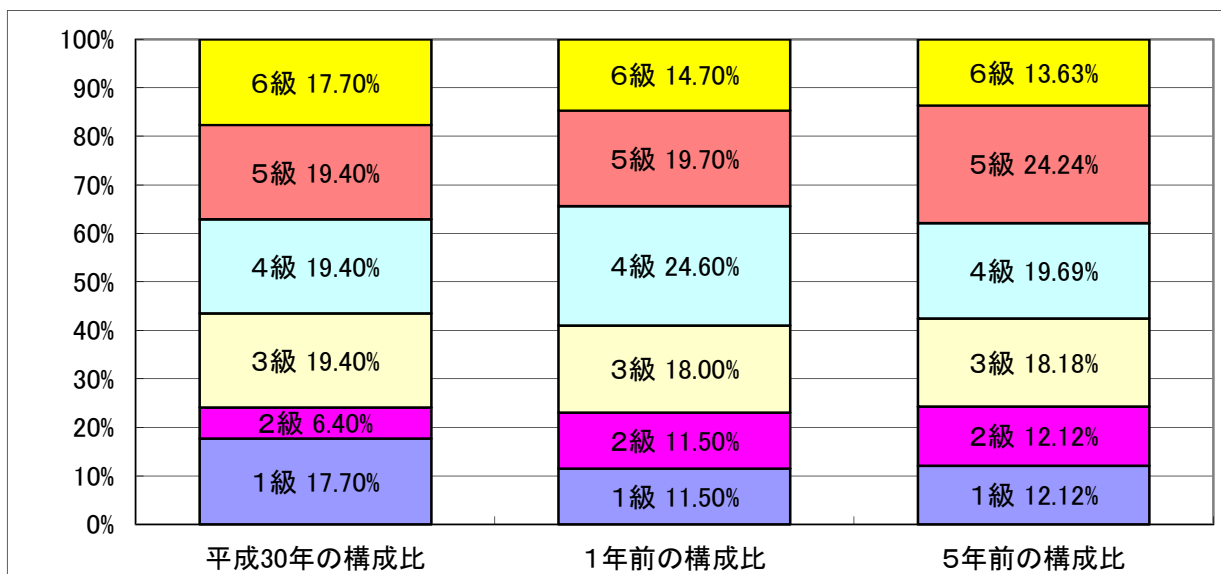 100%
90%
80%
70%
60%
50%
40%
30%
20%
10%
0%
6級 17.70%
5級 19.40%
4級 19.40%
3級 19.40%
2級 6.40%
1級 17.70%
6級 14.70%
5級 19.70%
4級 24.60%
3級 18.00%
2級 11.50%
1級 11.50%
6級 13.63%
5級 24.24%
4級 19.69%
3級 18.18%
2級 12.12%
1級 12.12%
平成30年の構成比
1年前の構成比
5年前の構成比